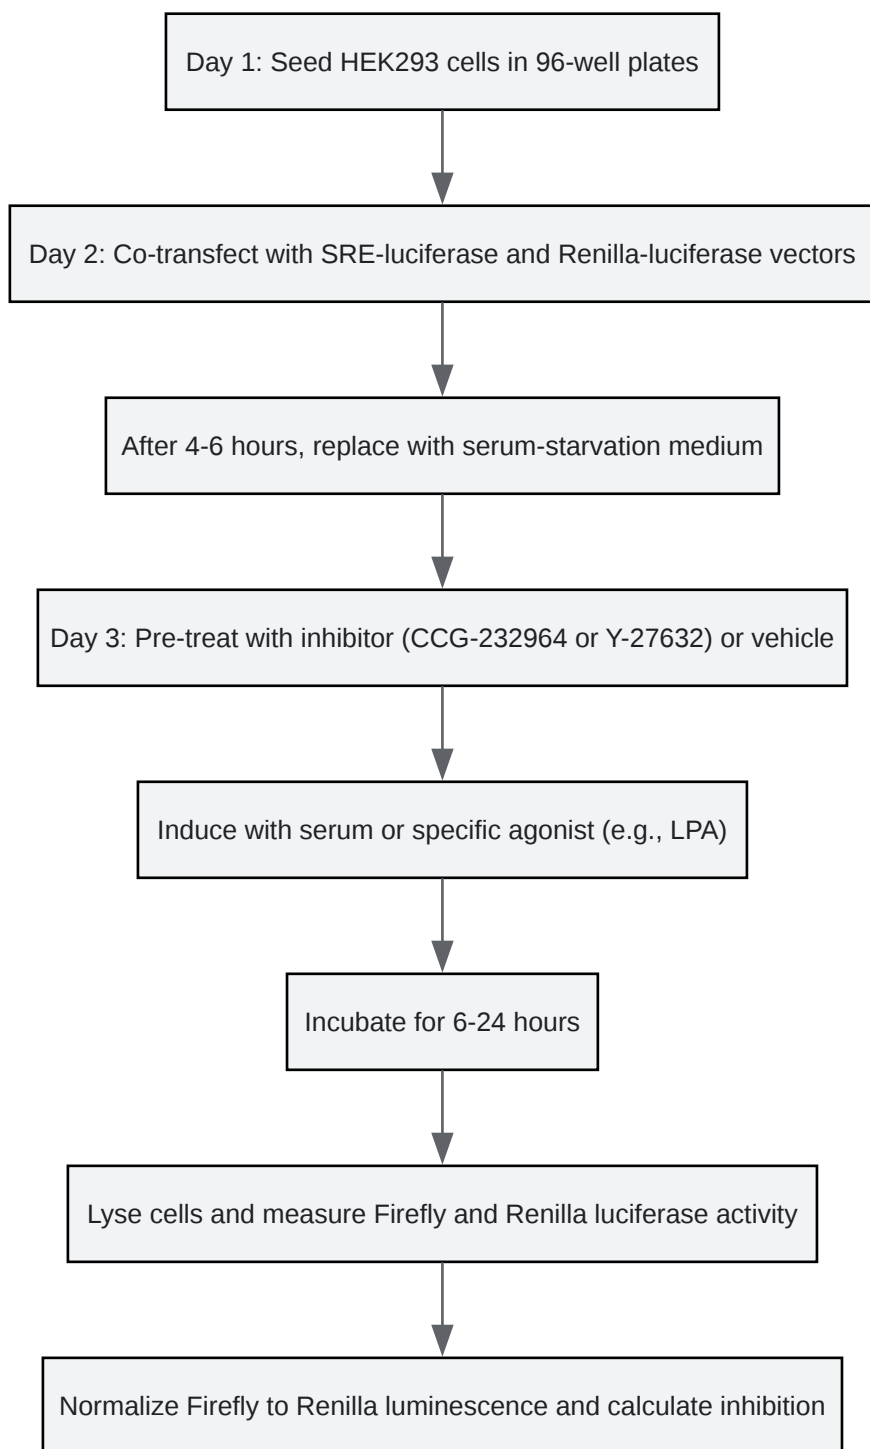 Day 1: Seed HEK293 cells in 96-well plates
Day 2: Co-transfect with SRE-luciferase and Renilla-luciferase vectors
After 4-6 hours, replace with serum-starvation medium
Day 3: Pre-treat with inhibitor (CCG-232964 or Y-27632) or vehicle
Induce with serum or specific agonist (e.g., LPA)
Incubate for 6-24 hours
Lyse cells and measure Firefly and Renilla luciferase activity
Normalize Firefly to Renilla luminescence and calculate inhibition